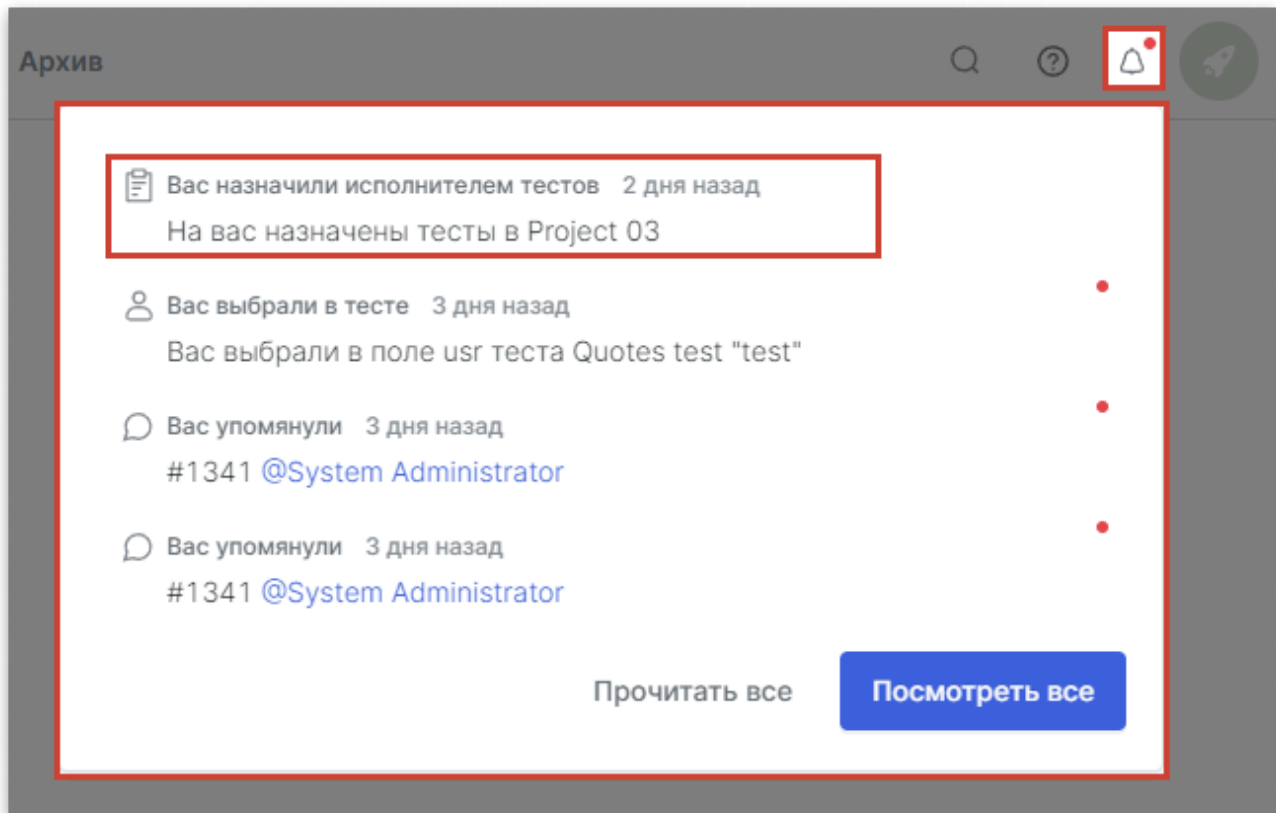 Архив
Вас назначили исполнителем тестов 2 дня назад
На вас назначены тесты в Project 03
Вас выбрали в тесте 3 дня назад
Вас выбрали в поле usr теста Quotes test "test"
Вас упомянули 3 дня назад
#1341 @System Administrator
Вас упомянули 3 дня назад
#1341 @System Administrator
Прочитать все Посмотреть все